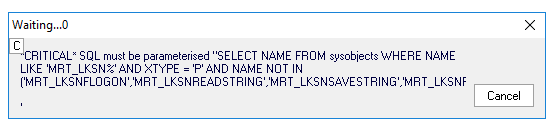 Waiting...0
C
*CRITICAL* SQL must be parameterised "SELECT NAME FROM sysobjects WHERE NAME
LIKE 'MRT_LKSN%' AND XTYPE = 'P' AND NAME NOT IN
('MRT_LKSNFLOGON','MRT_LKSNREADSTRING','MRT_LKSNSAVESTRING','MRT_LKSNF
Cancel
'